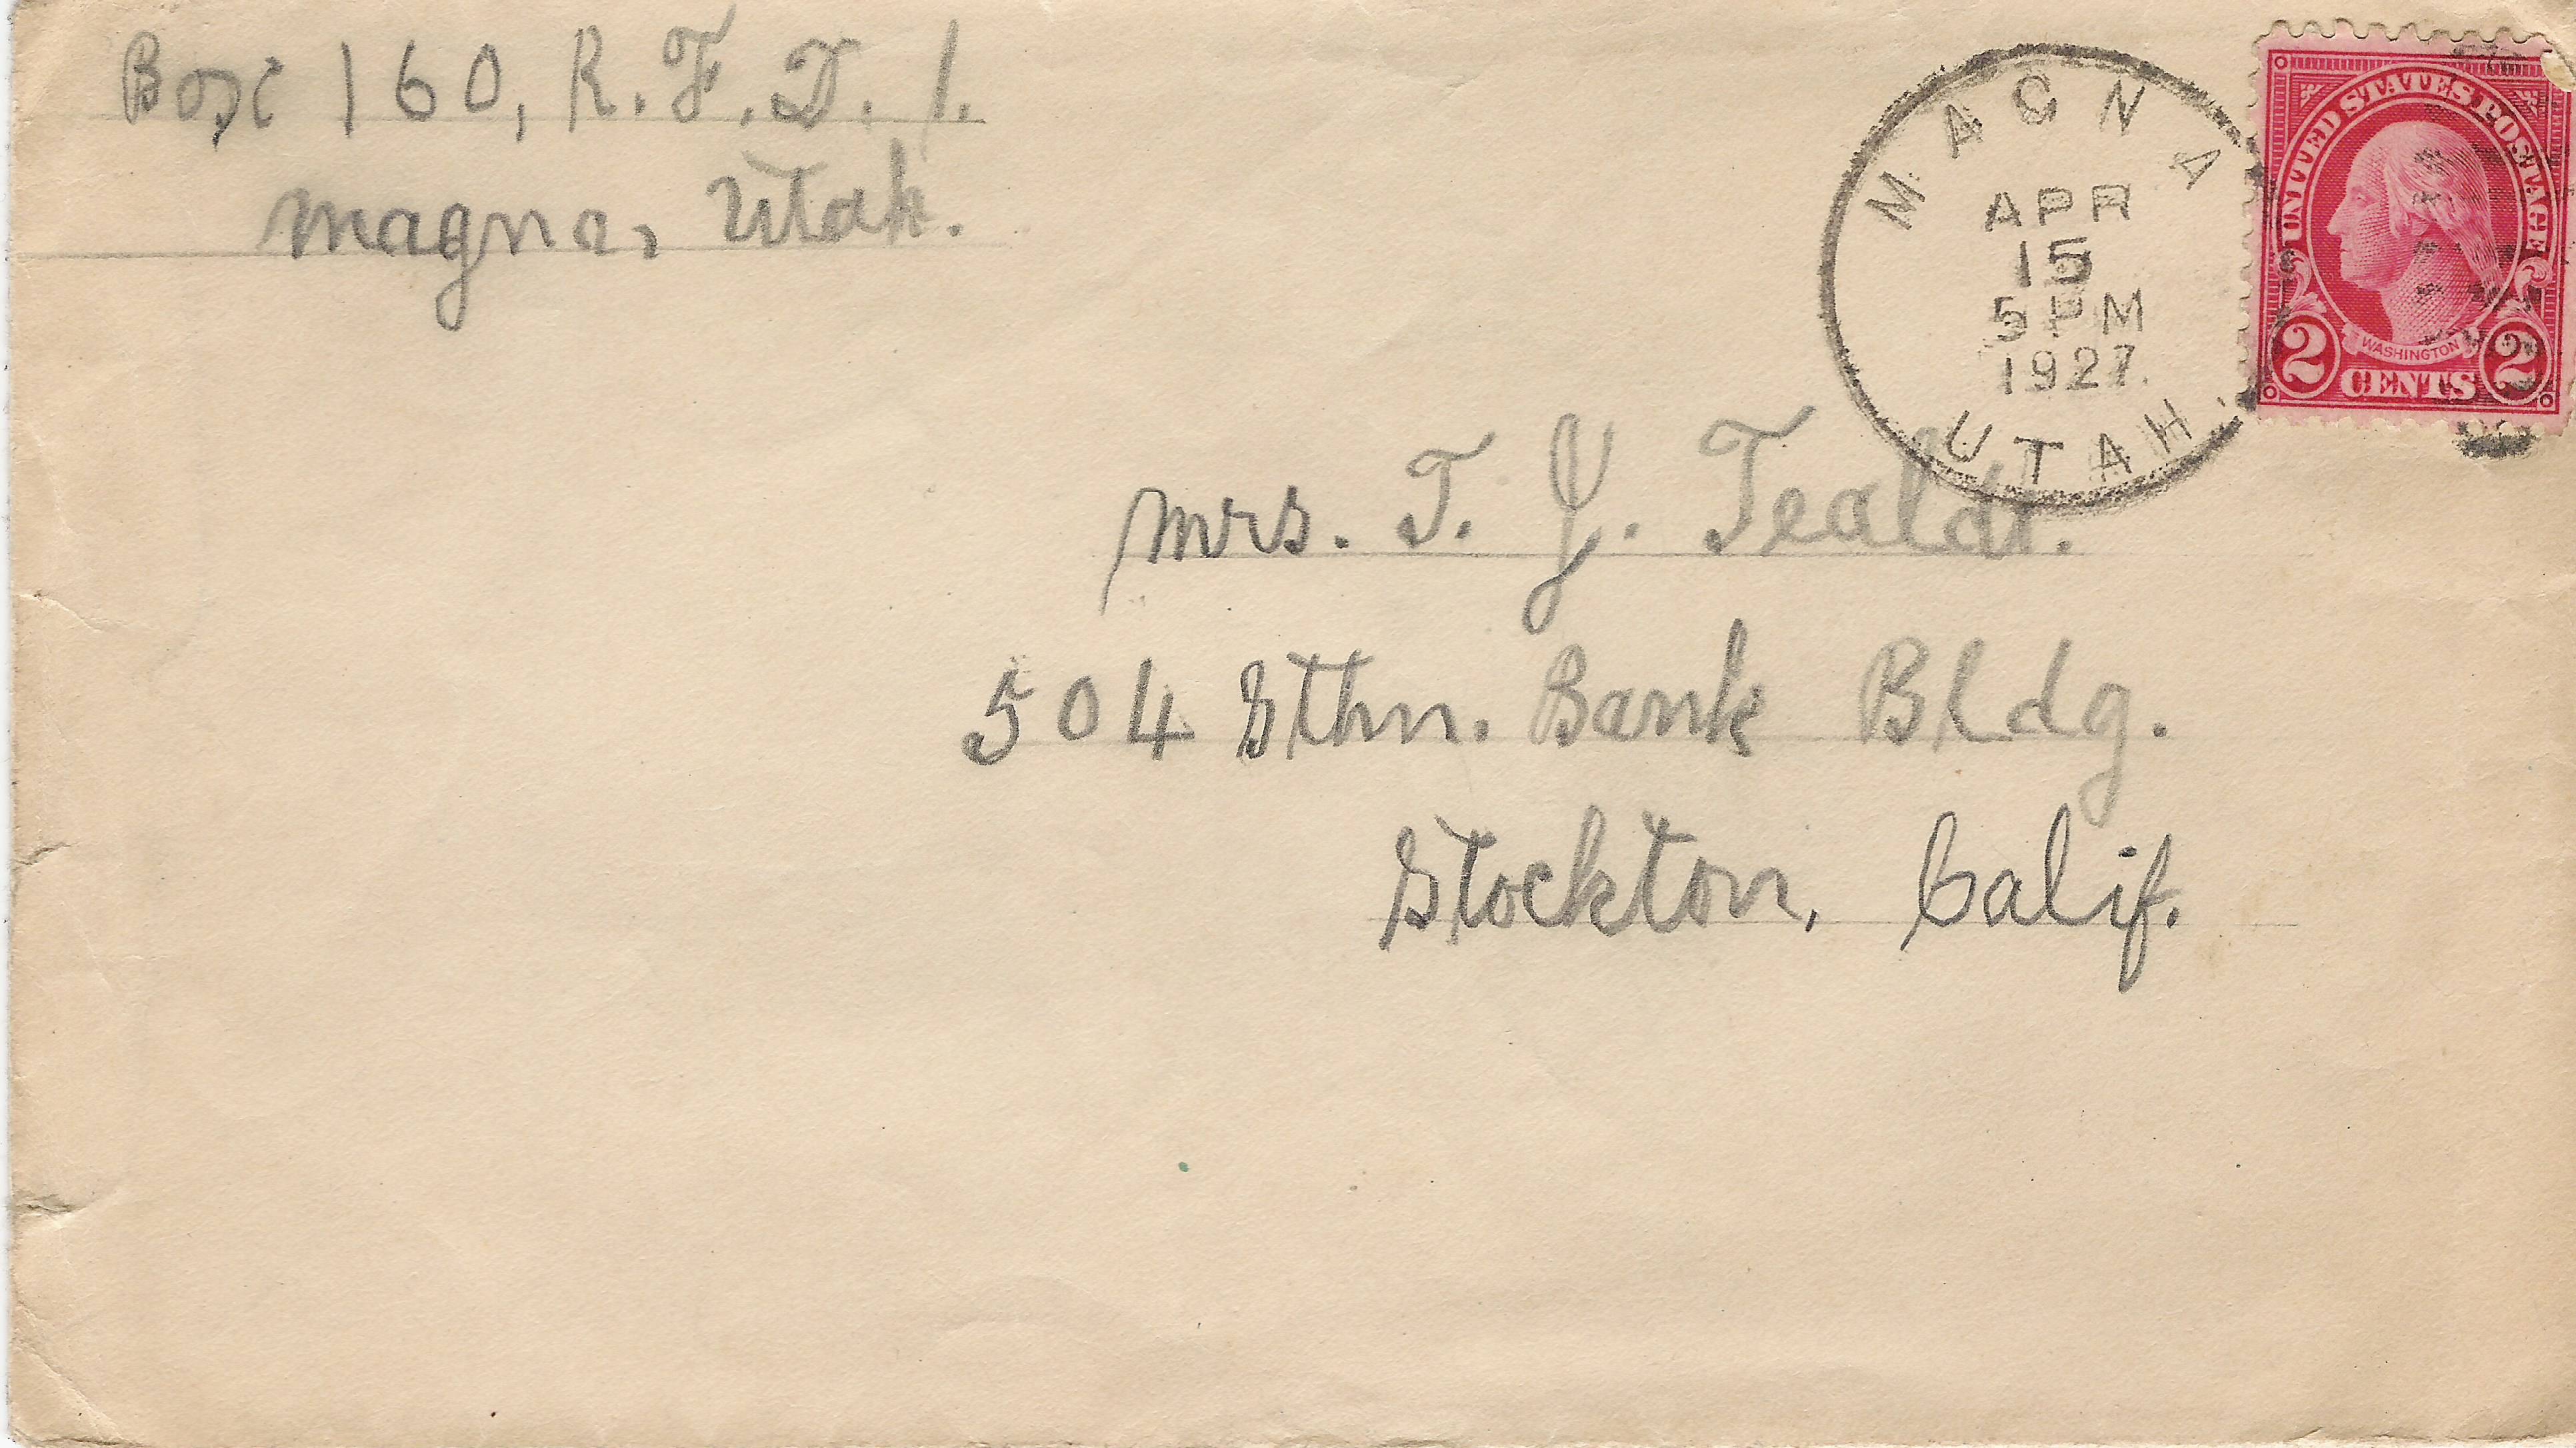 Box 160, R.F.D. 1.
Magna, Utah.
MAGNA
APR
15
5 PM
1927.
UTAH.
UNITED STATES POSTAGE
WASHINGTON
2 CENTS 2
Mrs. T. J. Tealdi.
504 Sthn. Bank Bldg.
Stockton, Calif.